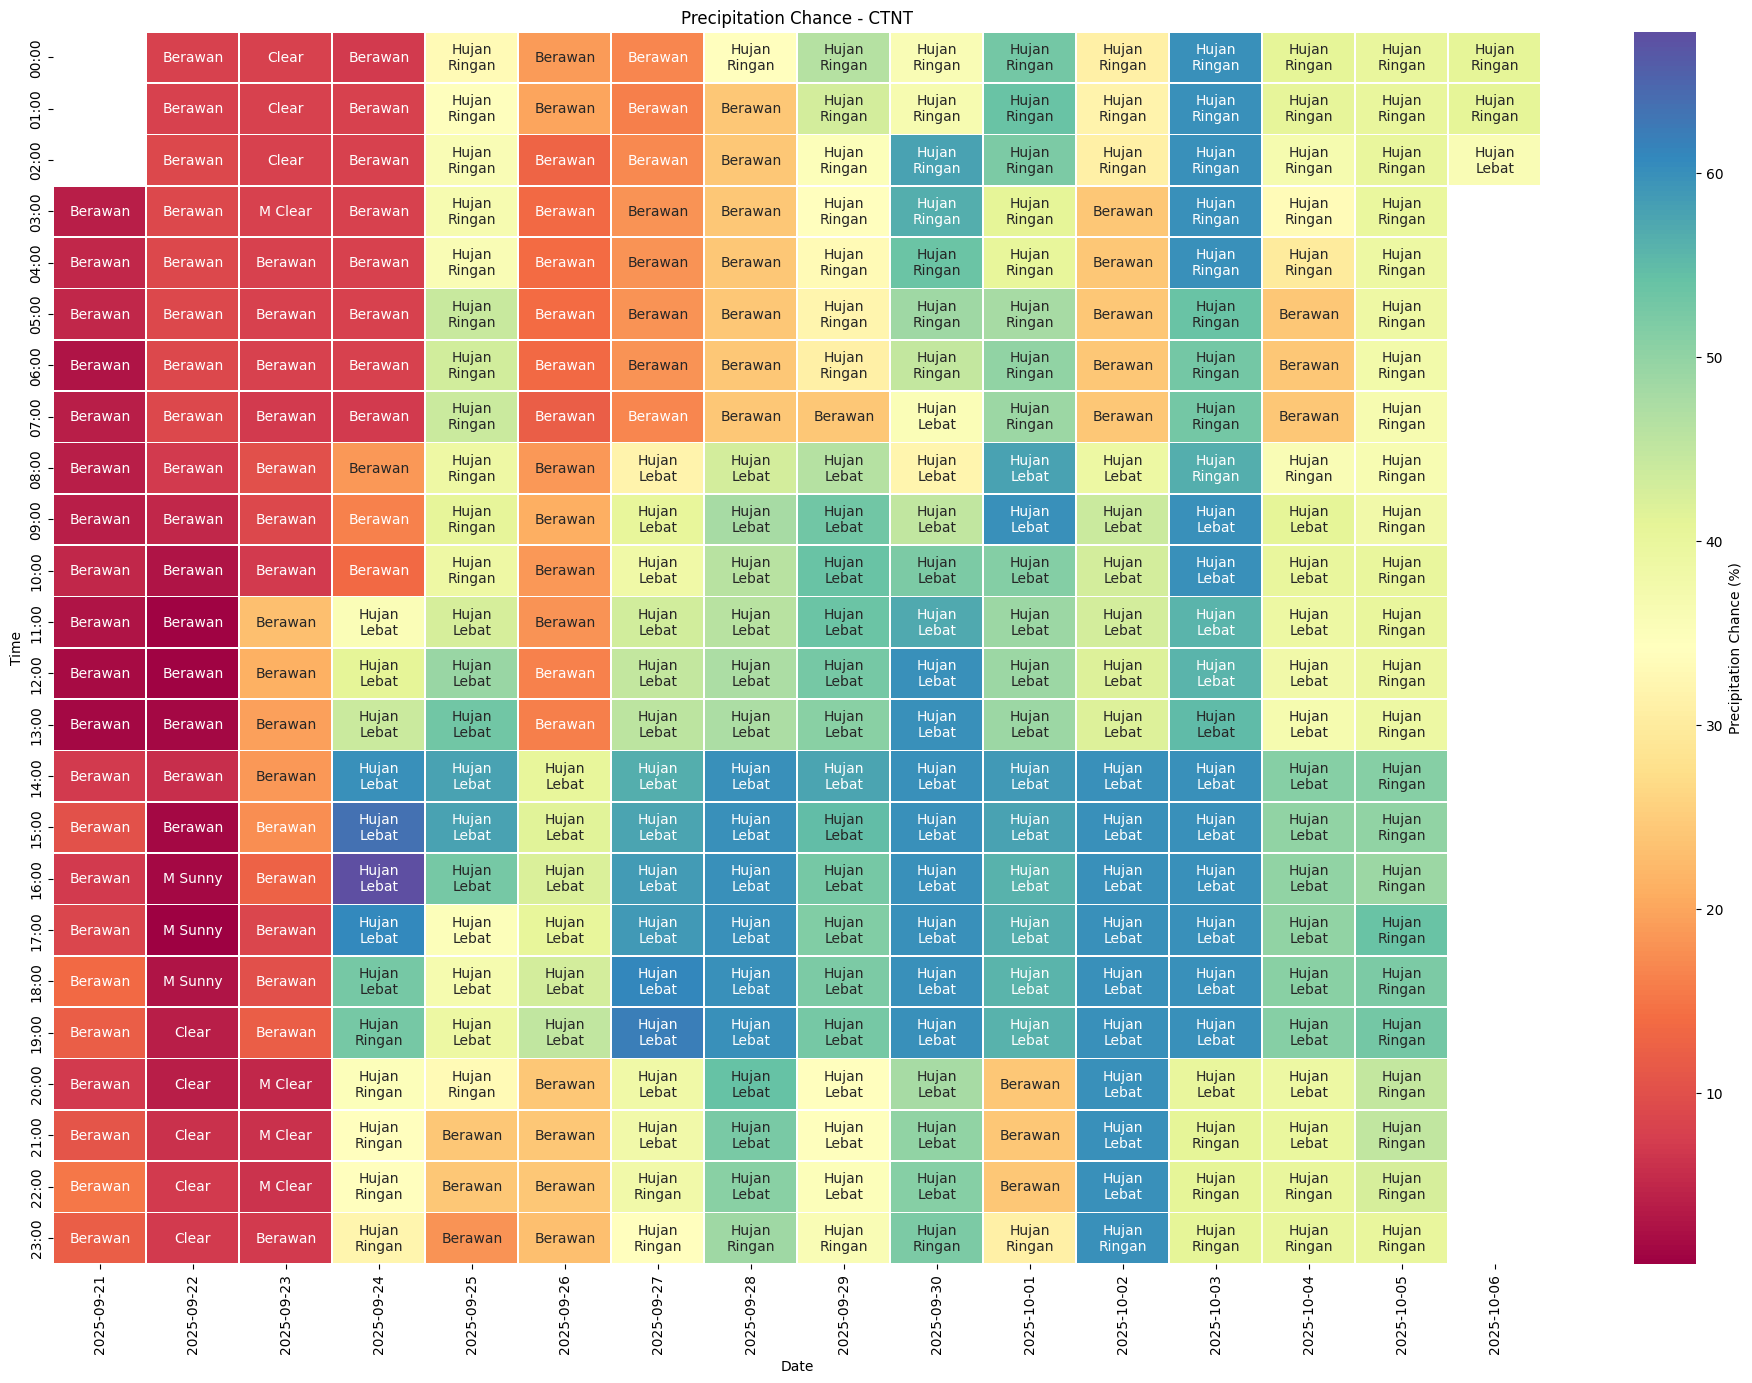 Precipitation Chance - CTNT
00:00 Berawan Clear Berawan Hujan Ringan Berawan Berawan Hujan Ringan Hujan Ringan Hujan Ringan Hujan Ringan Hujan Ringan Hujan Ringan Hujan Ringan Hujan Ringan Hujan Ringan
01:00 Berawan Clear Berawan Hujan Ringan Berawan Berawan Berawan Hujan Ringan Hujan Ringan Hujan Ringan Hujan Ringan Hujan Ringan Hujan Ringan Hujan Ringan Hujan Ringan
02:00 Berawan Clear Berawan Hujan Ringan Berawan Berawan Berawan Hujan Ringan Hujan Ringan Hujan Ringan Hujan Ringan Hujan Ringan Hujan Ringan Hujan Ringan Hujan Lebat
03:00 Berawan Berawan M Clear Berawan Hujan Ringan Berawan Berawan Berawan Hujan Ringan Hujan Ringan Hujan Ringan Berawan Hujan Ringan Hujan Ringan Hujan Ringan
04:00 Berawan Berawan Berawan Berawan Hujan Ringan Berawan Berawan Berawan Hujan Ringan Hujan Ringan Hujan Ringan Berawan Hujan Ringan Hujan Ringan Hujan Ringan
05:00 Berawan Berawan Berawan Berawan Hujan Ringan Berawan Berawan Berawan Hujan Ringan Hujan Ringan Hujan Ringan Berawan Hujan Ringan Berawan Hujan Ringan
06:00 Berawan Berawan Berawan Berawan Hujan Ringan Berawan Berawan Berawan Hujan Ringan Hujan Ringan Hujan Ringan Berawan Hujan Ringan Berawan Hujan Ringan
07:00 Berawan Berawan Berawan Berawan Hujan Ringan Berawan Berawan Berawan Berawan Hujan Lebat Hujan Ringan Berawan Hujan Ringan Berawan Hujan Ringan
08:00 Berawan Berawan Berawan Berawan Hujan Ringan Berawan Hujan Lebat Hujan Lebat Hujan Lebat Hujan Lebat Hujan Lebat Hujan Lebat Hujan Ringan Hujan Ringan Hujan Ringan
09:00 Berawan Berawan Berawan Berawan Hujan Ringan Berawan Hujan Lebat Hujan Lebat Hujan Lebat Hujan Lebat Hujan Lebat Hujan Lebat Hujan Lebat Hujan Lebat Hujan Ringan
10:00 Berawan Berawan Berawan Berawan Hujan Ringan Berawan Hujan Lebat Hujan Lebat Hujan Lebat Hujan Lebat Hujan Lebat Hujan Lebat Hujan Lebat Hujan Lebat Hujan Ringan
11:00 Berawan Berawan Berawan Hujan Lebat Hujan Lebat Berawan Hujan Lebat Hujan Lebat Hujan Lebat Hujan Lebat Hujan Lebat Hujan Lebat Hujan Lebat Hujan Lebat Hujan Ringan
12:00 Berawan Berawan Berawan Hujan Lebat Hujan Lebat Berawan Hujan Lebat Hujan Lebat Hujan Lebat Hujan Lebat Hujan Lebat Hujan Lebat Hujan Lebat Hujan Lebat Hujan Ringan
13:00 Berawan Berawan Berawan Hujan Lebat Hujan Lebat Berawan Hujan Lebat Hujan Lebat Hujan Lebat Hujan Lebat Hujan Lebat Hujan Lebat Hujan Lebat Hujan Lebat Hujan Ringan
14:00 Berawan Berawan Berawan Hujan Lebat Hujan Lebat Hujan Lebat Hujan Lebat Hujan Lebat Hujan Lebat Hujan Lebat Hujan Lebat Hujan Lebat Hujan Lebat Hujan Lebat Hujan Ringan
15:00 Berawan Berawan Berawan Hujan Lebat Hujan Lebat Hujan Lebat Hujan Lebat Hujan Lebat Hujan Lebat Hujan Lebat Hujan Lebat Hujan Lebat Hujan Lebat Hujan Lebat Hujan Ringan
16:00 Berawan M Sunny Berawan Hujan Lebat Hujan Lebat Hujan Lebat Hujan Lebat Hujan Lebat Hujan Lebat Hujan Lebat Hujan Lebat Hujan Lebat Hujan Lebat Hujan Lebat Hujan Ringan
17:00 Berawan M Sunny Berawan Hujan Lebat Hujan Lebat Hujan Lebat Hujan Lebat Hujan Lebat Hujan Lebat Hujan Lebat Hujan Lebat Hujan Lebat Hujan Lebat Hujan Lebat Hujan Ringan
18:00 Berawan M Sunny Berawan Hujan Lebat Hujan Lebat Hujan Lebat Hujan Lebat Hujan Lebat Hujan Lebat Hujan Lebat Hujan Lebat Hujan Lebat Hujan Lebat Hujan Lebat Hujan Ringan
19:00 Berawan Clear Berawan Hujan Ringan Hujan Lebat Hujan Lebat Hujan Lebat Hujan Lebat Hujan Lebat Hujan Lebat Hujan Lebat Hujan Lebat Hujan Lebat Hujan Lebat Hujan Ringan
20:00 Berawan Clear M Clear Hujan Ringan Hujan Ringan Berawan Hujan Lebat Hujan Lebat Hujan Lebat Hujan Lebat Berawan Hujan Lebat Hujan Lebat Hujan Lebat Hujan Ringan
21:00 Berawan Clear M Clear Hujan Ringan Berawan Berawan Hujan Lebat Hujan Lebat Hujan Lebat Hujan Lebat Berawan Hujan Lebat Hujan Ringan Hujan Lebat Hujan Ringan
22:00 Berawan Clear M Clear Hujan Ringan Berawan Berawan Hujan Ringan Hujan Lebat Hujan Lebat Hujan Lebat Berawan Hujan Lebat Hujan Ringan Hujan Ringan Hujan Ringan
23:00 Berawan Clear Berawan Hujan Ringan Berawan Berawan Hujan Ringan Hujan Ringan Hujan Ringan Hujan Ringan Hujan Ringan Hujan Ringan Hujan Ringan Hujan Ringan Hujan Ringan
Time
2025-09-21 2025-09-22 2025-09-23 2025-09-24 2025-09-25 2025-09-26 2025-09-27 2025-09-28 2025-09-29 2025-09-30 2025-10-01 2025-10-02 2025-10-03 2025-10-04 2025-10-05 2025-10-06
Date
60
50
40
30
20
10
Precipitation Chance (%)